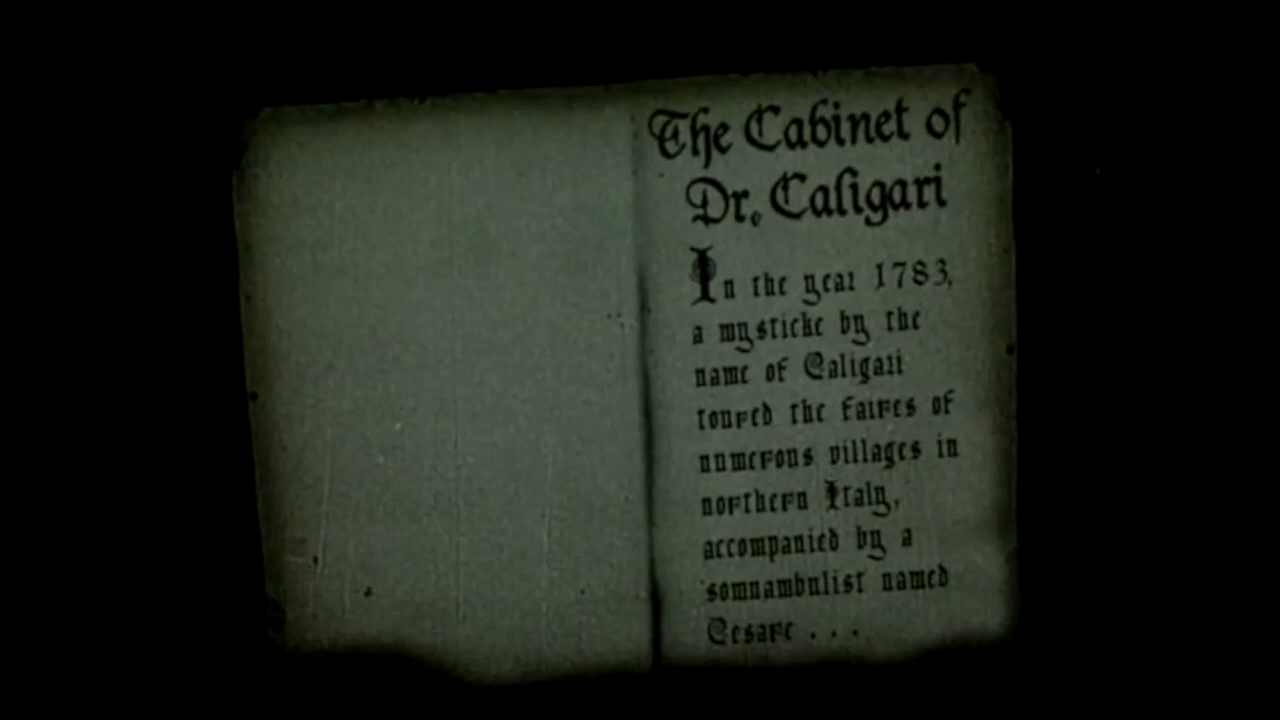 The Cabinet of
Dr. Caligari
In the year 1783,
a mysticke by the
name of Caligari
toured the faires of
numerous villages in
northern Italy,
accompanied by a
somnambulist named
Cesare . . .